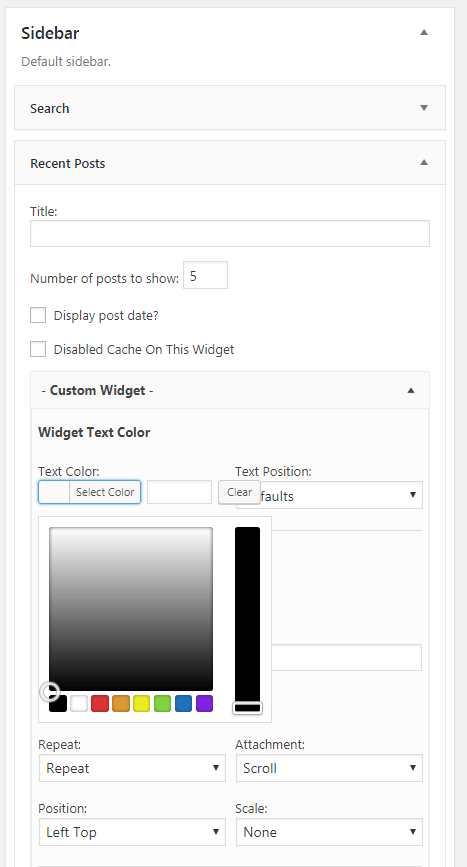 Sidebar
Default sidebar.
Search
Recent Posts
Title:
Number of posts to show: 5
Display post date?
Disabled Cache On This Widget
- Custom Widget -
Widget Text Color
Text Color: Text Position:
Select Color Clear faults
Repeat: Attachment:
Repeat Scroll
Position: Scale:
Left Top None